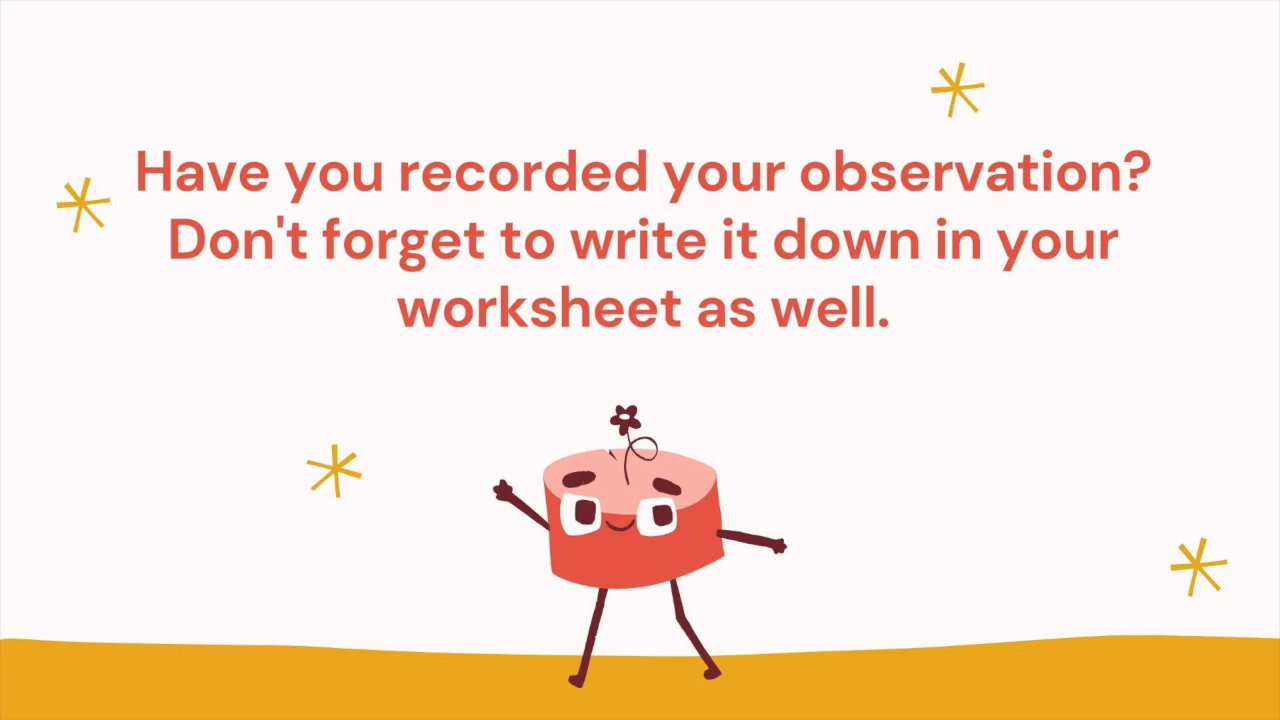 Have you recorded your observation?
Don't forget to write it down in your
worksheet as well.